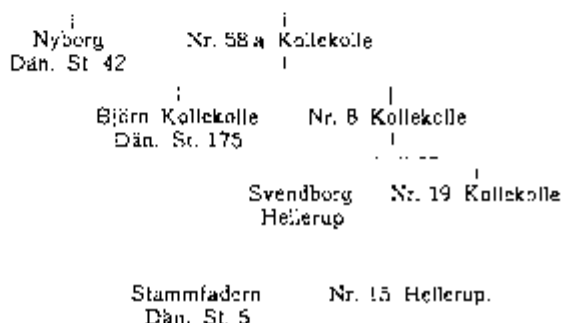 Nyborg Nr. 58 a Kollekolle
Dän. St 42
Björn Kollekolle Nr. 8 Kollekolle
Dän. St. 175
Svendborg Nr. 19 Kollekolle
Hellerup
Stammfadern Nr. 15 Hellerup.
Dän. St. 5